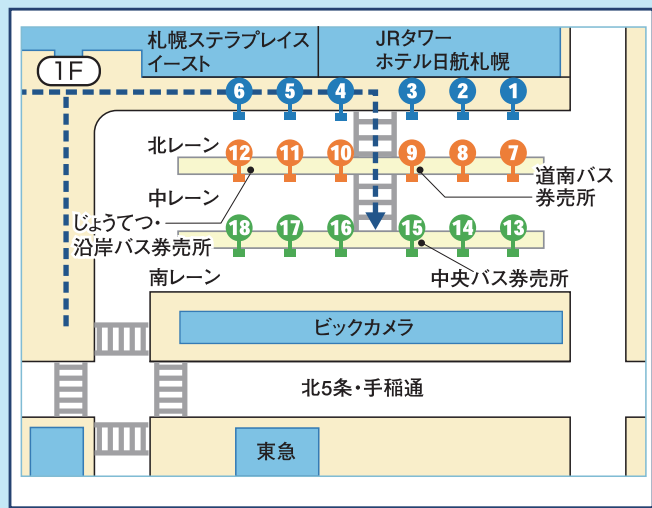 札幌ステラプレイス
イースト
JRタワー
ホテル日航札幌
1F
6
5
4
3
2
1
北レーン
12
11
10
9
8
7
道南バス
券売所
中レーン
じょうてつ・
沿岸バス券売所
18
17
16
15
14
13
中央バス券売所
南レーン
ビックカメラ
北5条・手稲通
東急